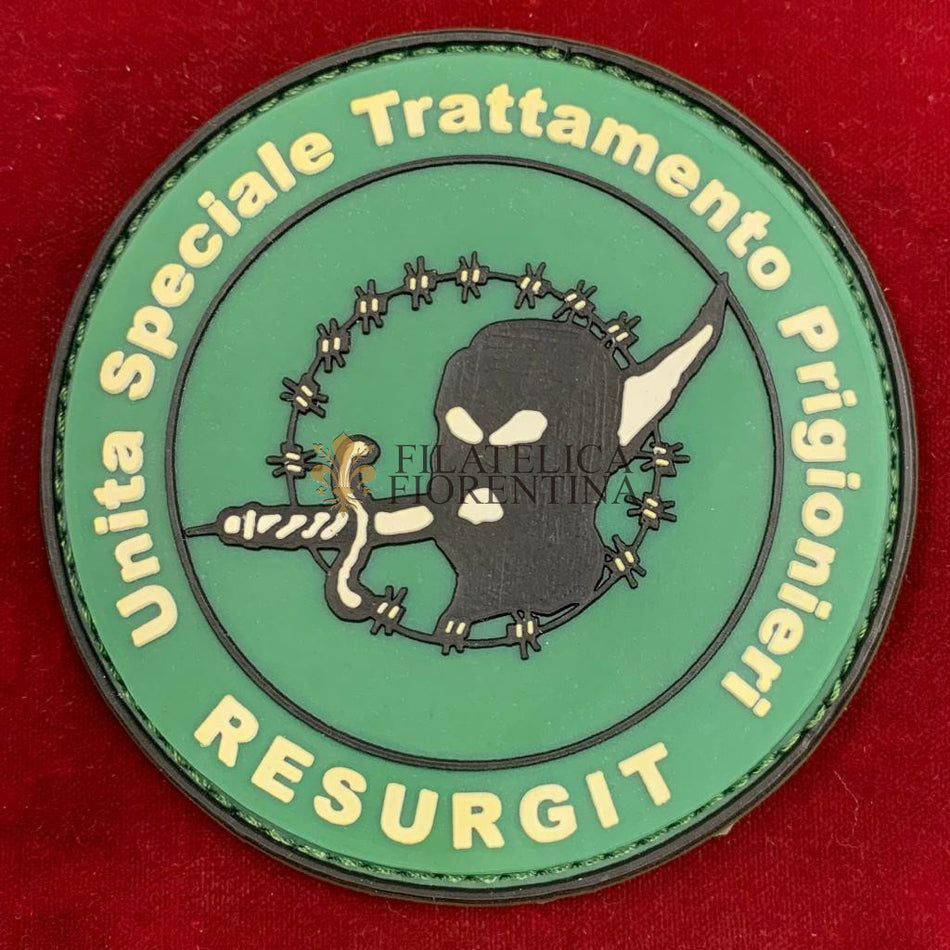 Unita Speciale Trattamento Prigionieri
FILATELICA
FIORENTINA
RESURGIT